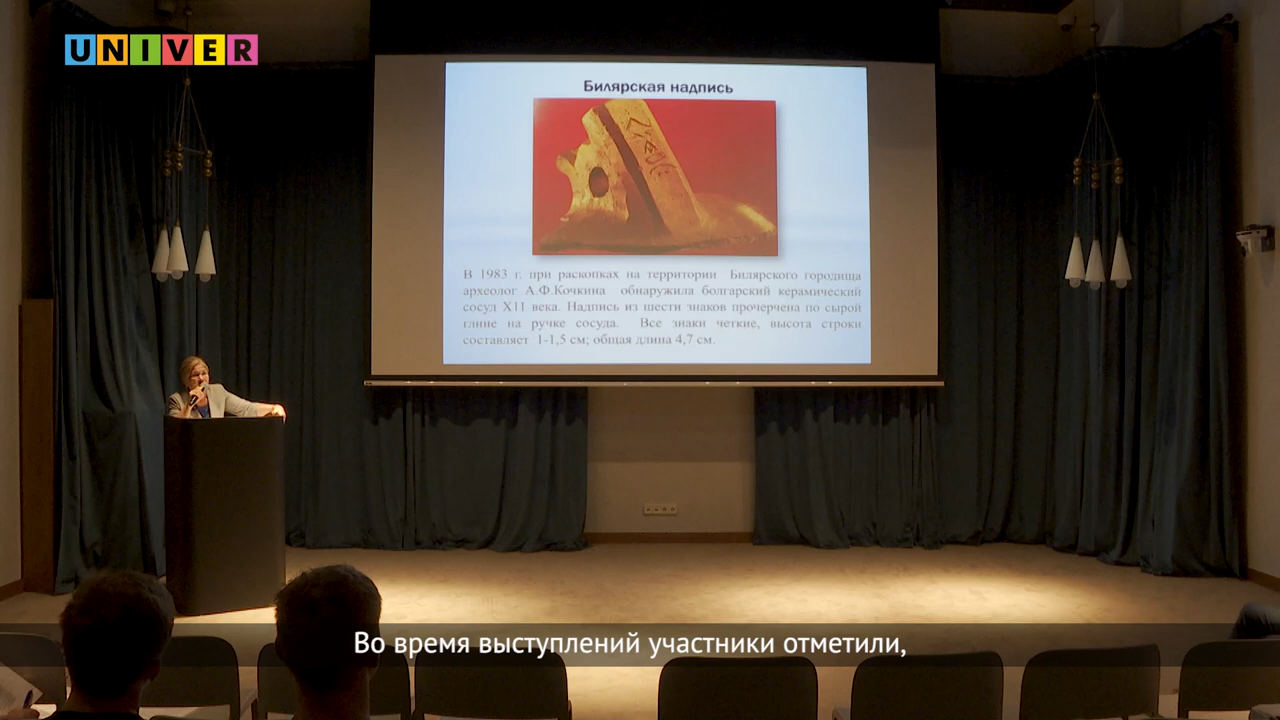 UNIVER
Билярская надпись
В 1983 г. при раскопках на территории Билярского городища
археолог А.Ф.Кочкина обнаружила болгарский керамический
сосуд XII века. Надпись из шести знаков прочерчена по сырой
глине на ручке сосуда. Все знаки четкие, высота строки
составляет 1-1,5 см; общая длина 4,7 см.
Во время выступлений участники отметили,